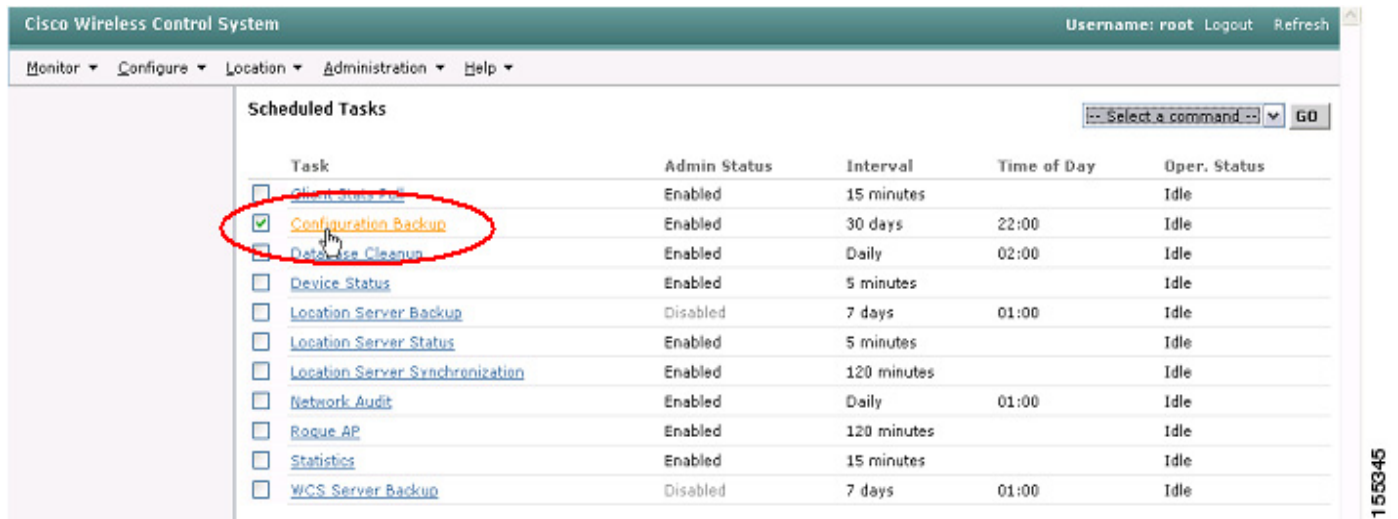 Cisco Wireless Control System Username: root Logout Refresh
Monitor Configure Location Administration Help
Scheduled Tasks -- Select a command -- GO
Task Admin Status Interval Time of Day Oper. Status
Client Stats Poll Enabled 15 minutes Idle
Configuration Backup Enabled 30 days 22:00 Idle
Database Cleanup Enabled Daily 02:00 Idle
Device Status Enabled 5 minutes Idle
Location Server Backup Disabled 7 days 01:00 Idle
Location Server Status Enabled 5 minutes Idle
Location Server Synchronization Enabled 120 minutes Idle
Network Audit Enabled Daily 01:00 Idle
Rogue AP Enabled 120 minutes Idle
Statistics Enabled 15 minutes Idle
WCS Server Backup Disabled 7 days 01:00 Idle
155345